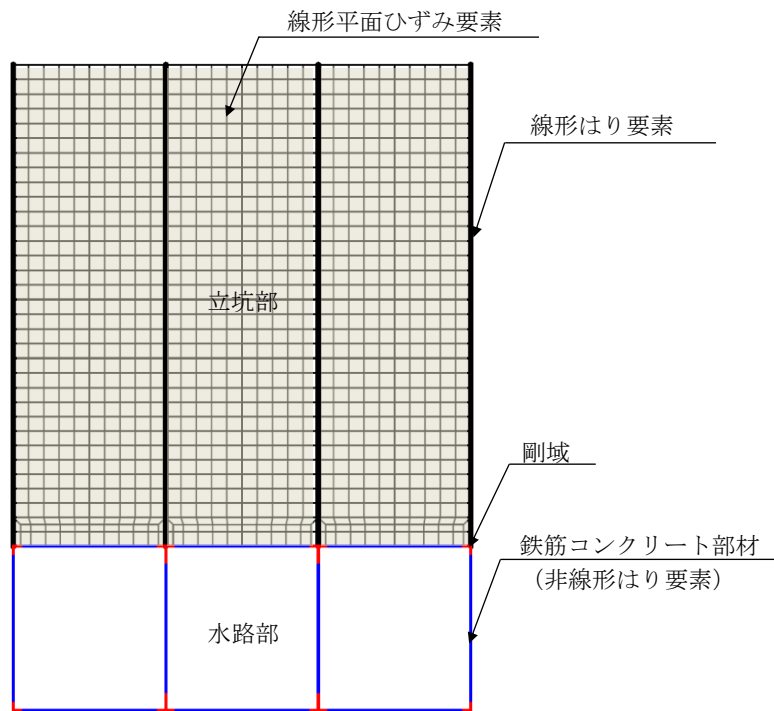 線形平面ひずみ要素
線形はり要素
立坑部
剛域
鉄筋コンクリート部材
(非線形はり要素)
水路部